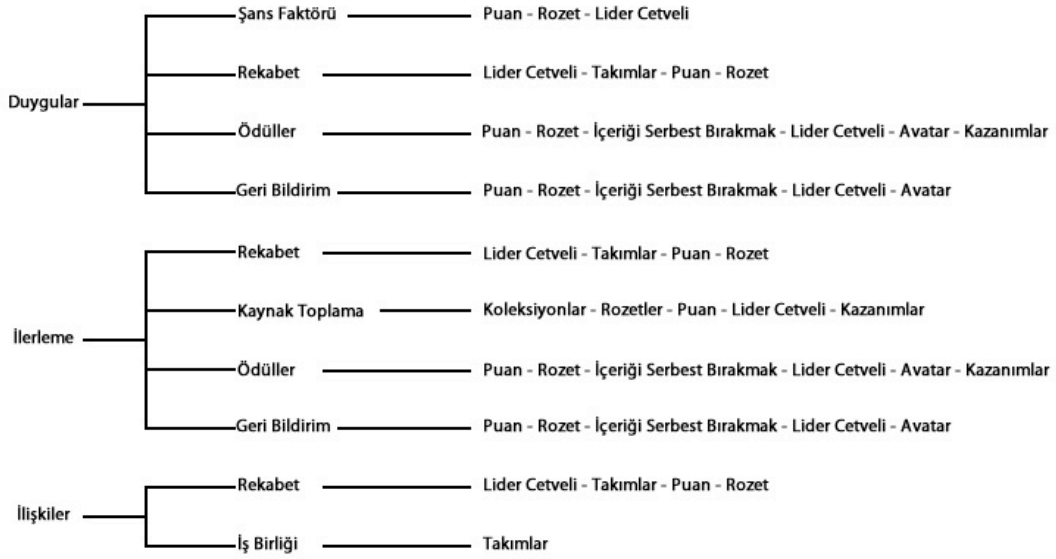 Şans Faktörü Puan - Rozet - Lider Cetveli
Rekabet Lider Cetveli - Takımlar - Puan - Rozet
Duygular
Ödüller Puan - Rozet - İçeriği Serbest Bırakmak - Lider Cetveli - Avatar - Kazanımlar
Geri Bildirim Puan - Rozet - İçeriği Serbest Bırakmak - Lider Cetveli - Avatar
Rekabet Lider Cetveli - Takımlar - Puan - Rozet
Kaynak Toplama Koleksiyonlar - Rozetler - Puan - Lider Cetveli - Kazanımlar
İlerleme
Ödüller Puan - Rozet - İçeriği Serbest Bırakmak - Lider Cetveli - Avatar - Kazanımlar
Geri Bildirim Puan - Rozet - İçeriği Serbest Bırakmak - Lider Cetveli - Avatar
Rekabet Lider Cetveli - Takımlar - Puan - Rozet
İlişkiler
İş Birliği Takımlar